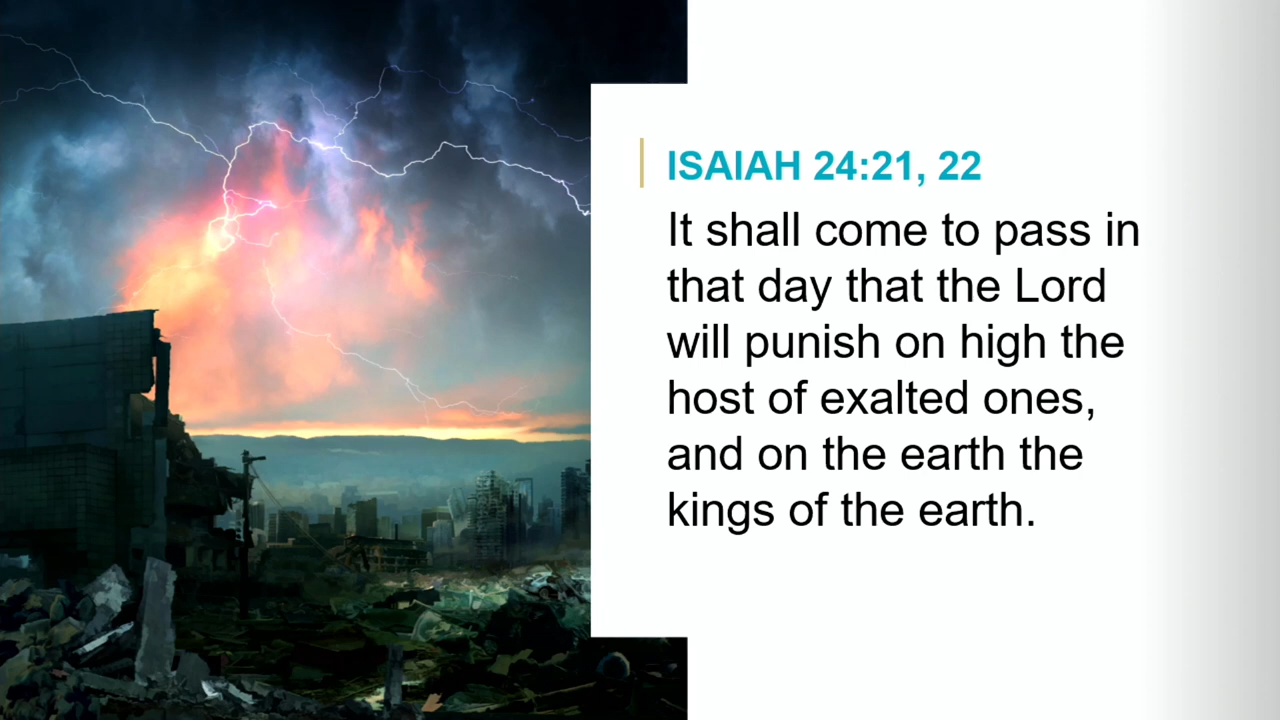 ISAIAH 24:21, 22
It shall come to pass in
that day that the Lord
will punish on high the
host of exalted ones,
and on the earth the
kings of the earth.